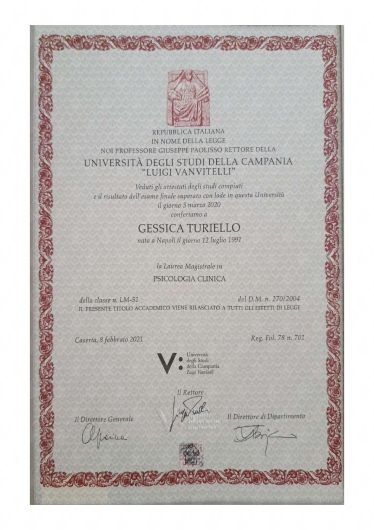 REPUBBLICA ITALIANA
IN NOME DELLA LEGGE
NOI PROFESSORE GIUSEPPE PAOLISSO RETTORE DELLA
UNIVERSITÀ DEGLI STUDI DELLA CAMPANIA
"LUIGI VANVITELLI"
Veduti gli attestati degli studi compiuti
e il risultato dell'esame finale superato con lode in questa Università
il giorno 3 marzo 2020
conferiamo a
GESSICA TURIELLO
nata a Napoli il giorno 12 luglio 1991
la Laurea Magistrale in
PSICOLOGIA CLINICA
della classe n. LM-51 del D.M. n. 270/2004
IL PRESENTE TITOLO ACCADEMICO VIENE RILASCIATO A TUTTI GLI EFFETTI DI LEGGE
Caserta, 8 febbraio 2021 Reg. Fol. 78 n. 701
V:
Università
degli Studi
della Campania
Luigi Vanvitelli
Il Rettore
Il Direttore Generale Il Direttore di Dipartimento